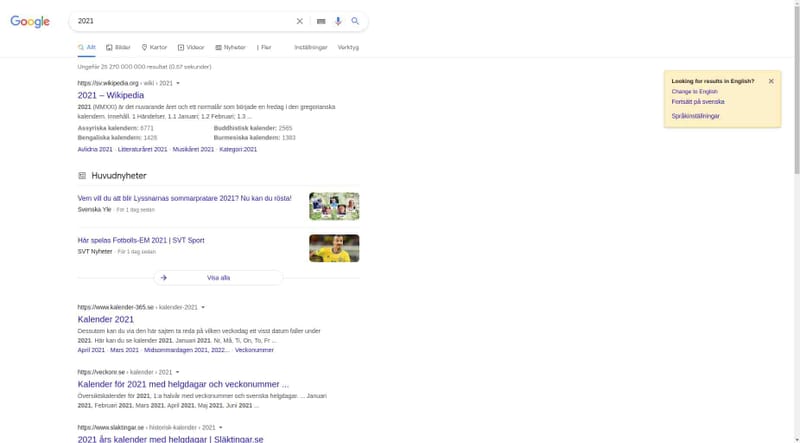 Google
2021
Allt Bilder Kartor Videor Nyheter Fler Inställningar Verktyg
Ungefär 25 270 000 000 resultat (0,67 sekunder)
https://sv.wikipedia.org › wiki › 2021
2021 – Wikipedia
2021 (MMXXI) är det nuvarande året och ett normalår som började en fredag i den gregorianska
kalendern. Innehåll. 1 Händelser. 1.1 Januari; 1.2 Februari; 1.3 ...
Assyriska kalendern: 6771 Buddhistisk kalender: 2565
Bengaliska kalendern: 1428 Burmesiska kalendern: 1383
Avlidna 2021 · Litteraturåret 2021 · Musikåret 2021 · Kategori:2021
Looking for results in English?
Change to English
Fortsätt på svenska
Språkinställningar
Huvudnyheter
Vem vill du att blir Lyssnarnas sommarpratare 2021? Nu kan du rösta!
Svenska Yle · För 1 dag sedan
Här spelas Fotbolls-EM 2021 | SVT Sport
SVT Nyheter · För 1 dag sedan
Visa alla
https://www.kalender-365.se › kalender-2021
Kalender 2021
Dessutom kan du via den här sajten ta reda på vilken veckodag ett visst datum faller under
2021. Här kan du se kalender 2021. Januari 2021. Nr, Må, Ti, On, To, Fr ...
April 2021 · Mars 2021 · Midsommardagen 2021, 2022... · Veckonummer
https://veckonr.se › kalender › 2021
Kalender för 2021 med helgdagar och veckonummer ...
Översiktskalender för 2021, 1:a halvår med veckonummer och svenska helgdagar. ... Januari
2021, Februari 2021, Mars 2021, April 2021, Maj 2021, Juni 2021 ...
https://www.släktingar.se › historisk-kalender › 2021
2021 års kalender med helgdagar | Släktingar.se